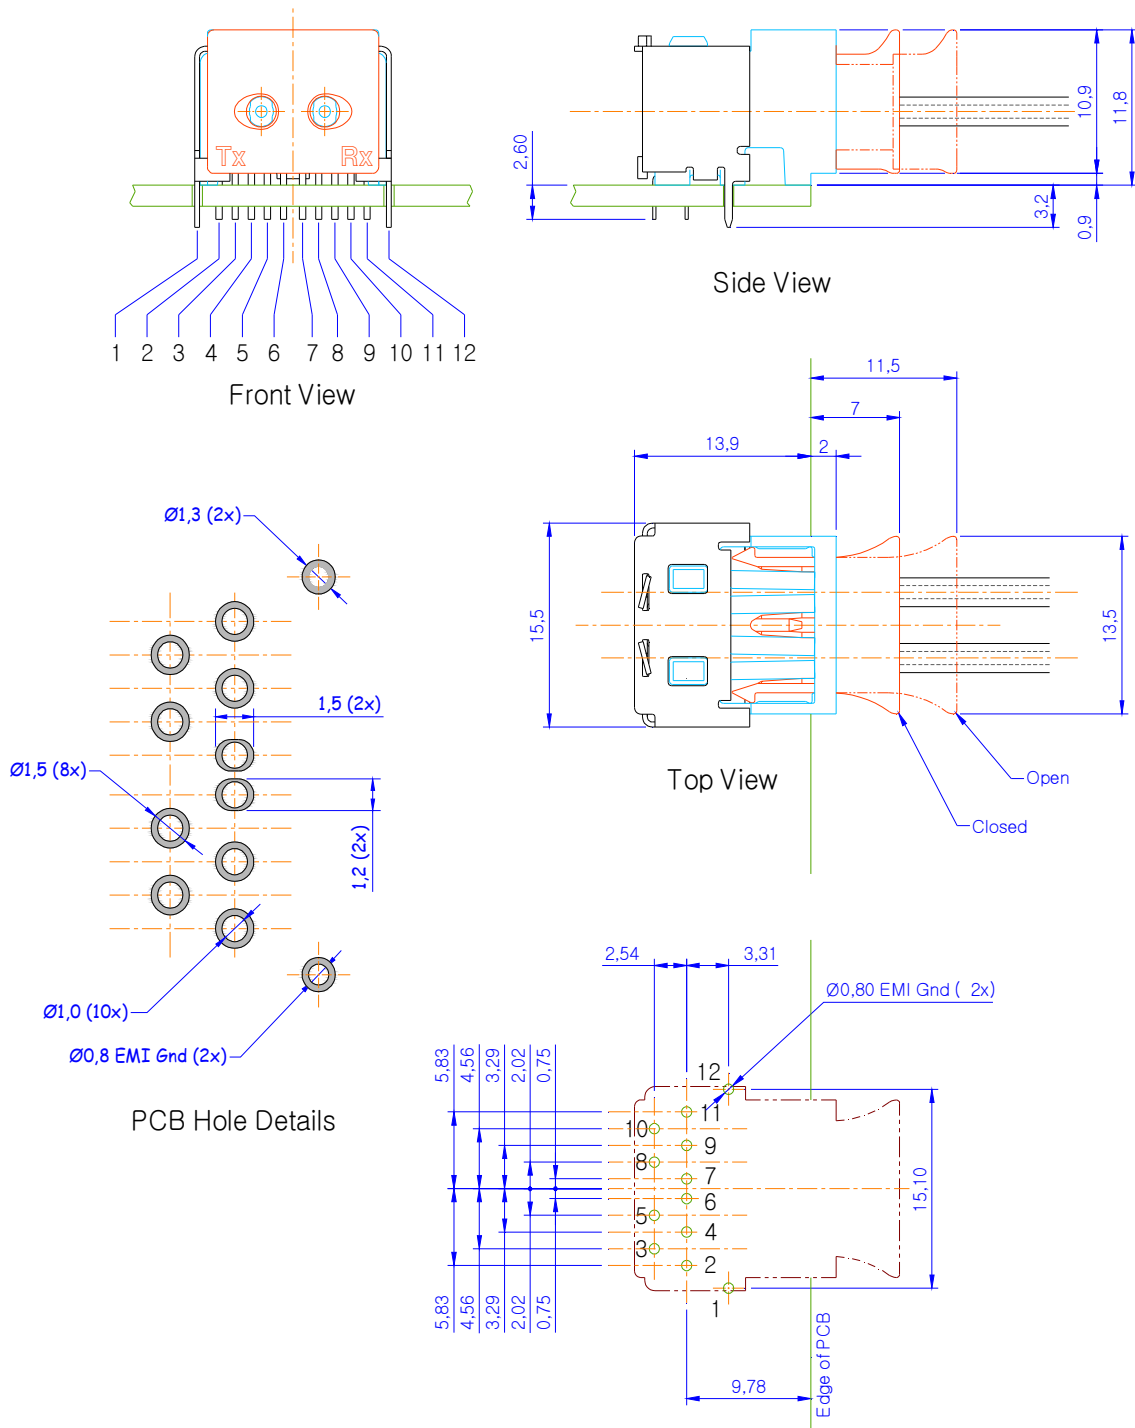 Tx Rx
1 2 3 4 5 6 7 8 9 10 11 12
Front View
2,60
10,9
11,8
3,2
0,9
Side View
11,5
7
13,9
2
15,5
13,5
Top View
Open
Closed
Ø1,3 (2x)
1,5 (2x)
Ø1,5 (8x)
1,2 (2x)
Ø1,0 (10x)
Ø0,8 EMI Gnd (2x)
PCB Hole Details
2,54
3,31
Ø0,80 EMI Gnd ( 2x)
5,83
4,56
3,29
2,02
0,75
12
11
10
9
8
7
6
5
4
3
2
1
15,10
5,83
4,56
3,29
2,02
0,75
9,78
Edge of PCB